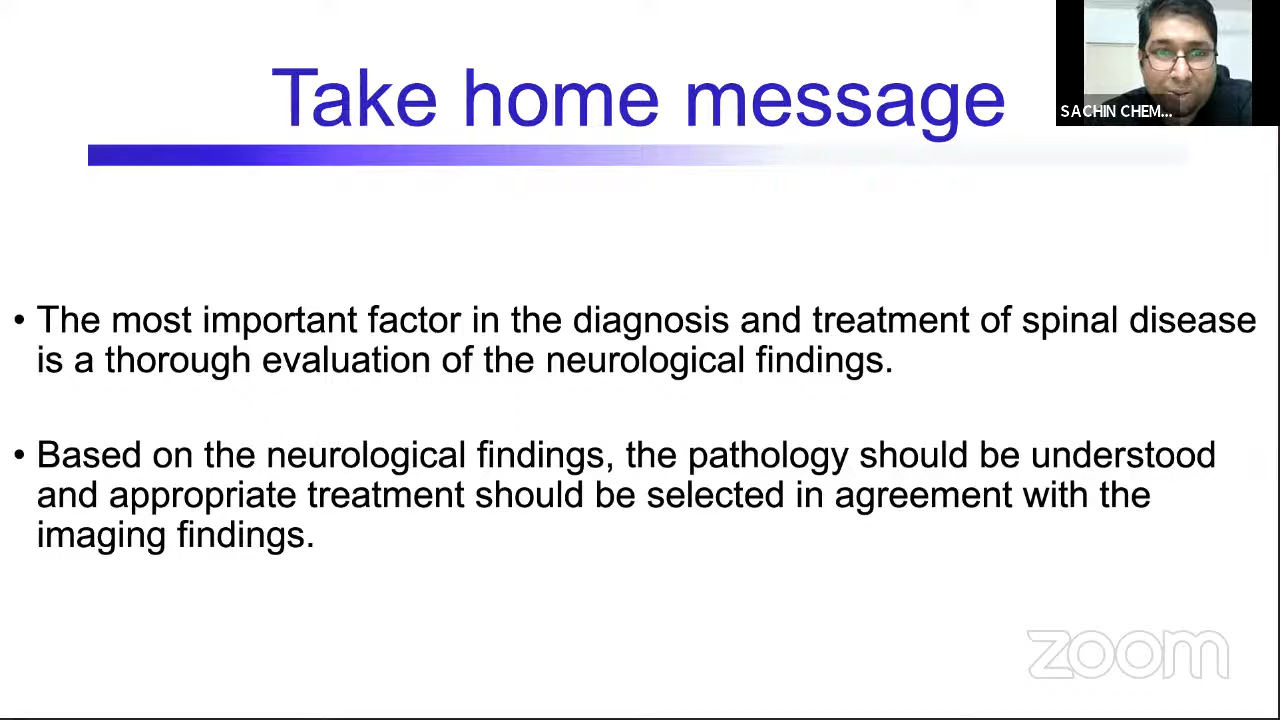 Take home message
SACHIN CHEM...
• The most important factor in the diagnosis and treatment of spinal disease
is a thorough evaluation of the neurological findings.
• Based on the neurological findings, the pathology should be understood
and appropriate treatment should be selected in agreement with the
imaging findings.
zoom